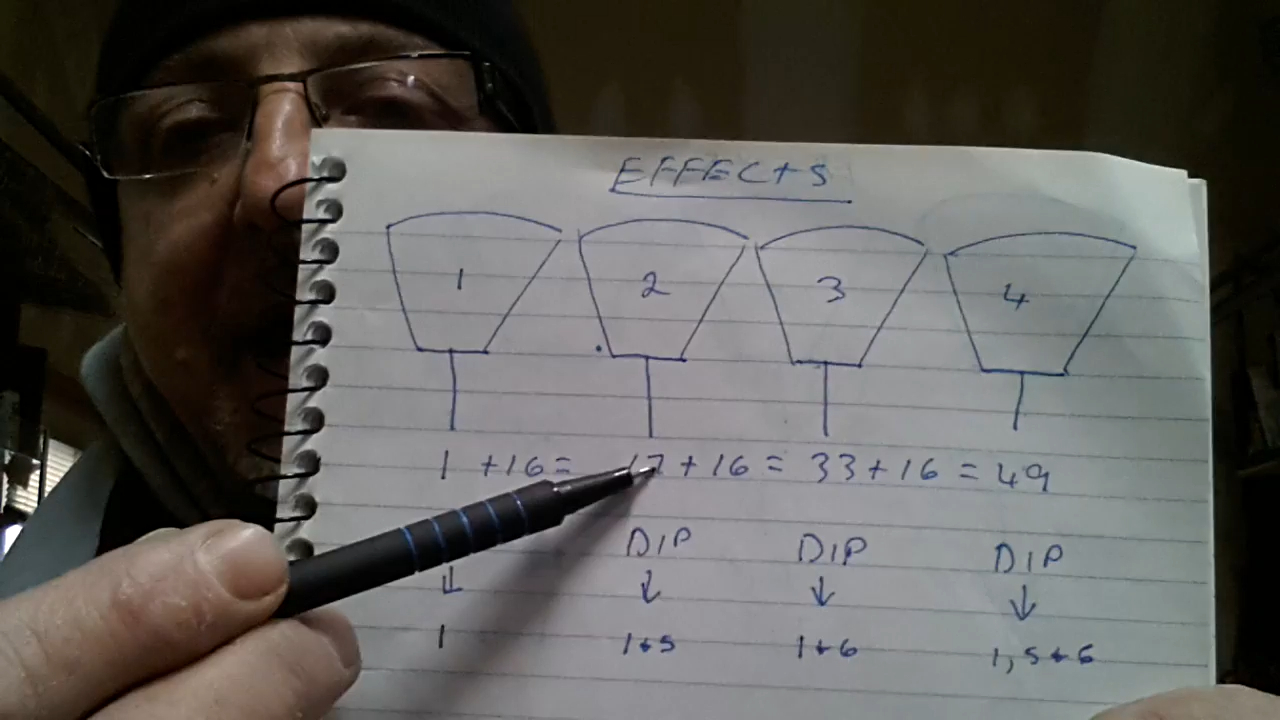 EFFECTS
1 2 3 4
1 +16= 17+16 = 33+16 = 49
DIP DIP DIP
↓ ↓ ↓ ↓
1 1+5 1+6 1,5+6